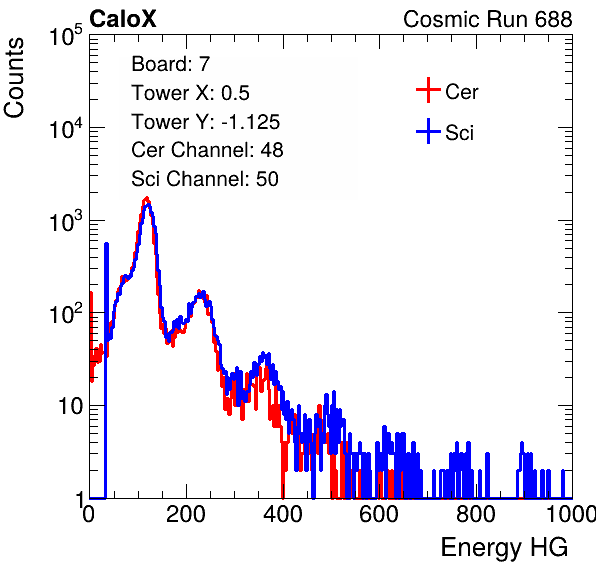 CaloX Cosmic Run 688
Counts
10^5
10^4
10^3
10^2
10
1
Board: 7
Tower X: 0.5
Tower Y: -1.125
Cer Channel: 48
Sci Channel: 50
Cer
Sci
0 200 400 600 800 1000
Energy HG